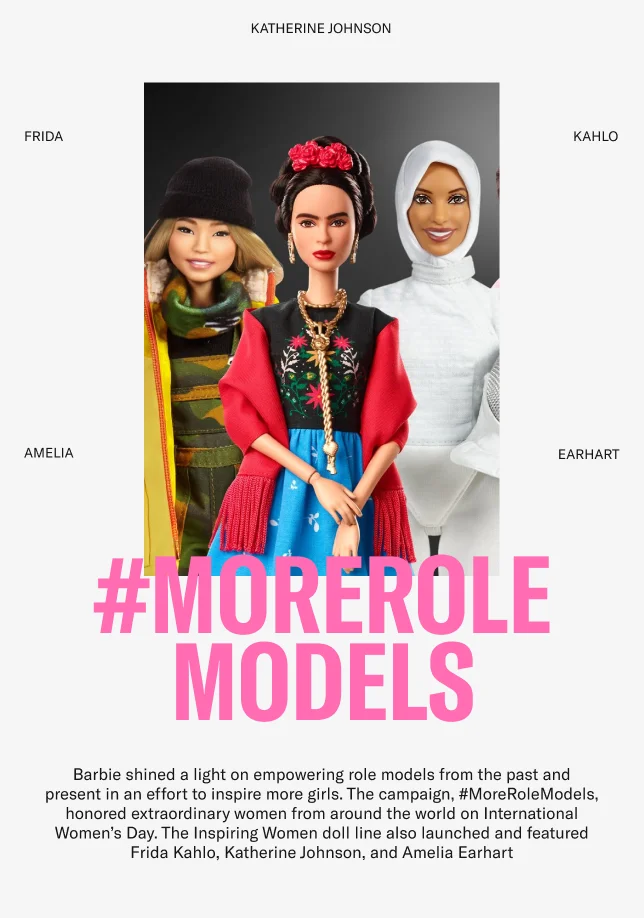 KATHERINE JOHNSON
FRIDA
KAHLO
AMELIA
EARHART
#MOREROLE
MODELS
Barbie shined a light on empowering role models from the past and
present in an effort to inspire more girls. The campaign, #MoreRoleModels,
honored extraordinary women from around the world on International
Women’s Day. The Inspiring Women doll line also launched and featured
Frida Kahlo, Katherine Johnson, and Amelia Earhart